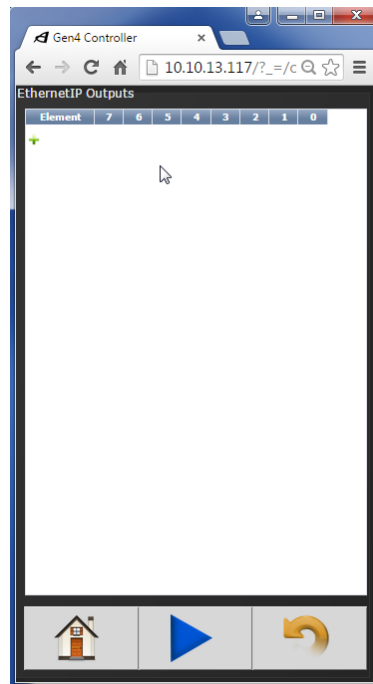 Gen4 Controller
10.10.13.117/?_=/c
EthernetIP Outputs
Element 7 6 5 4 3 2 1 0